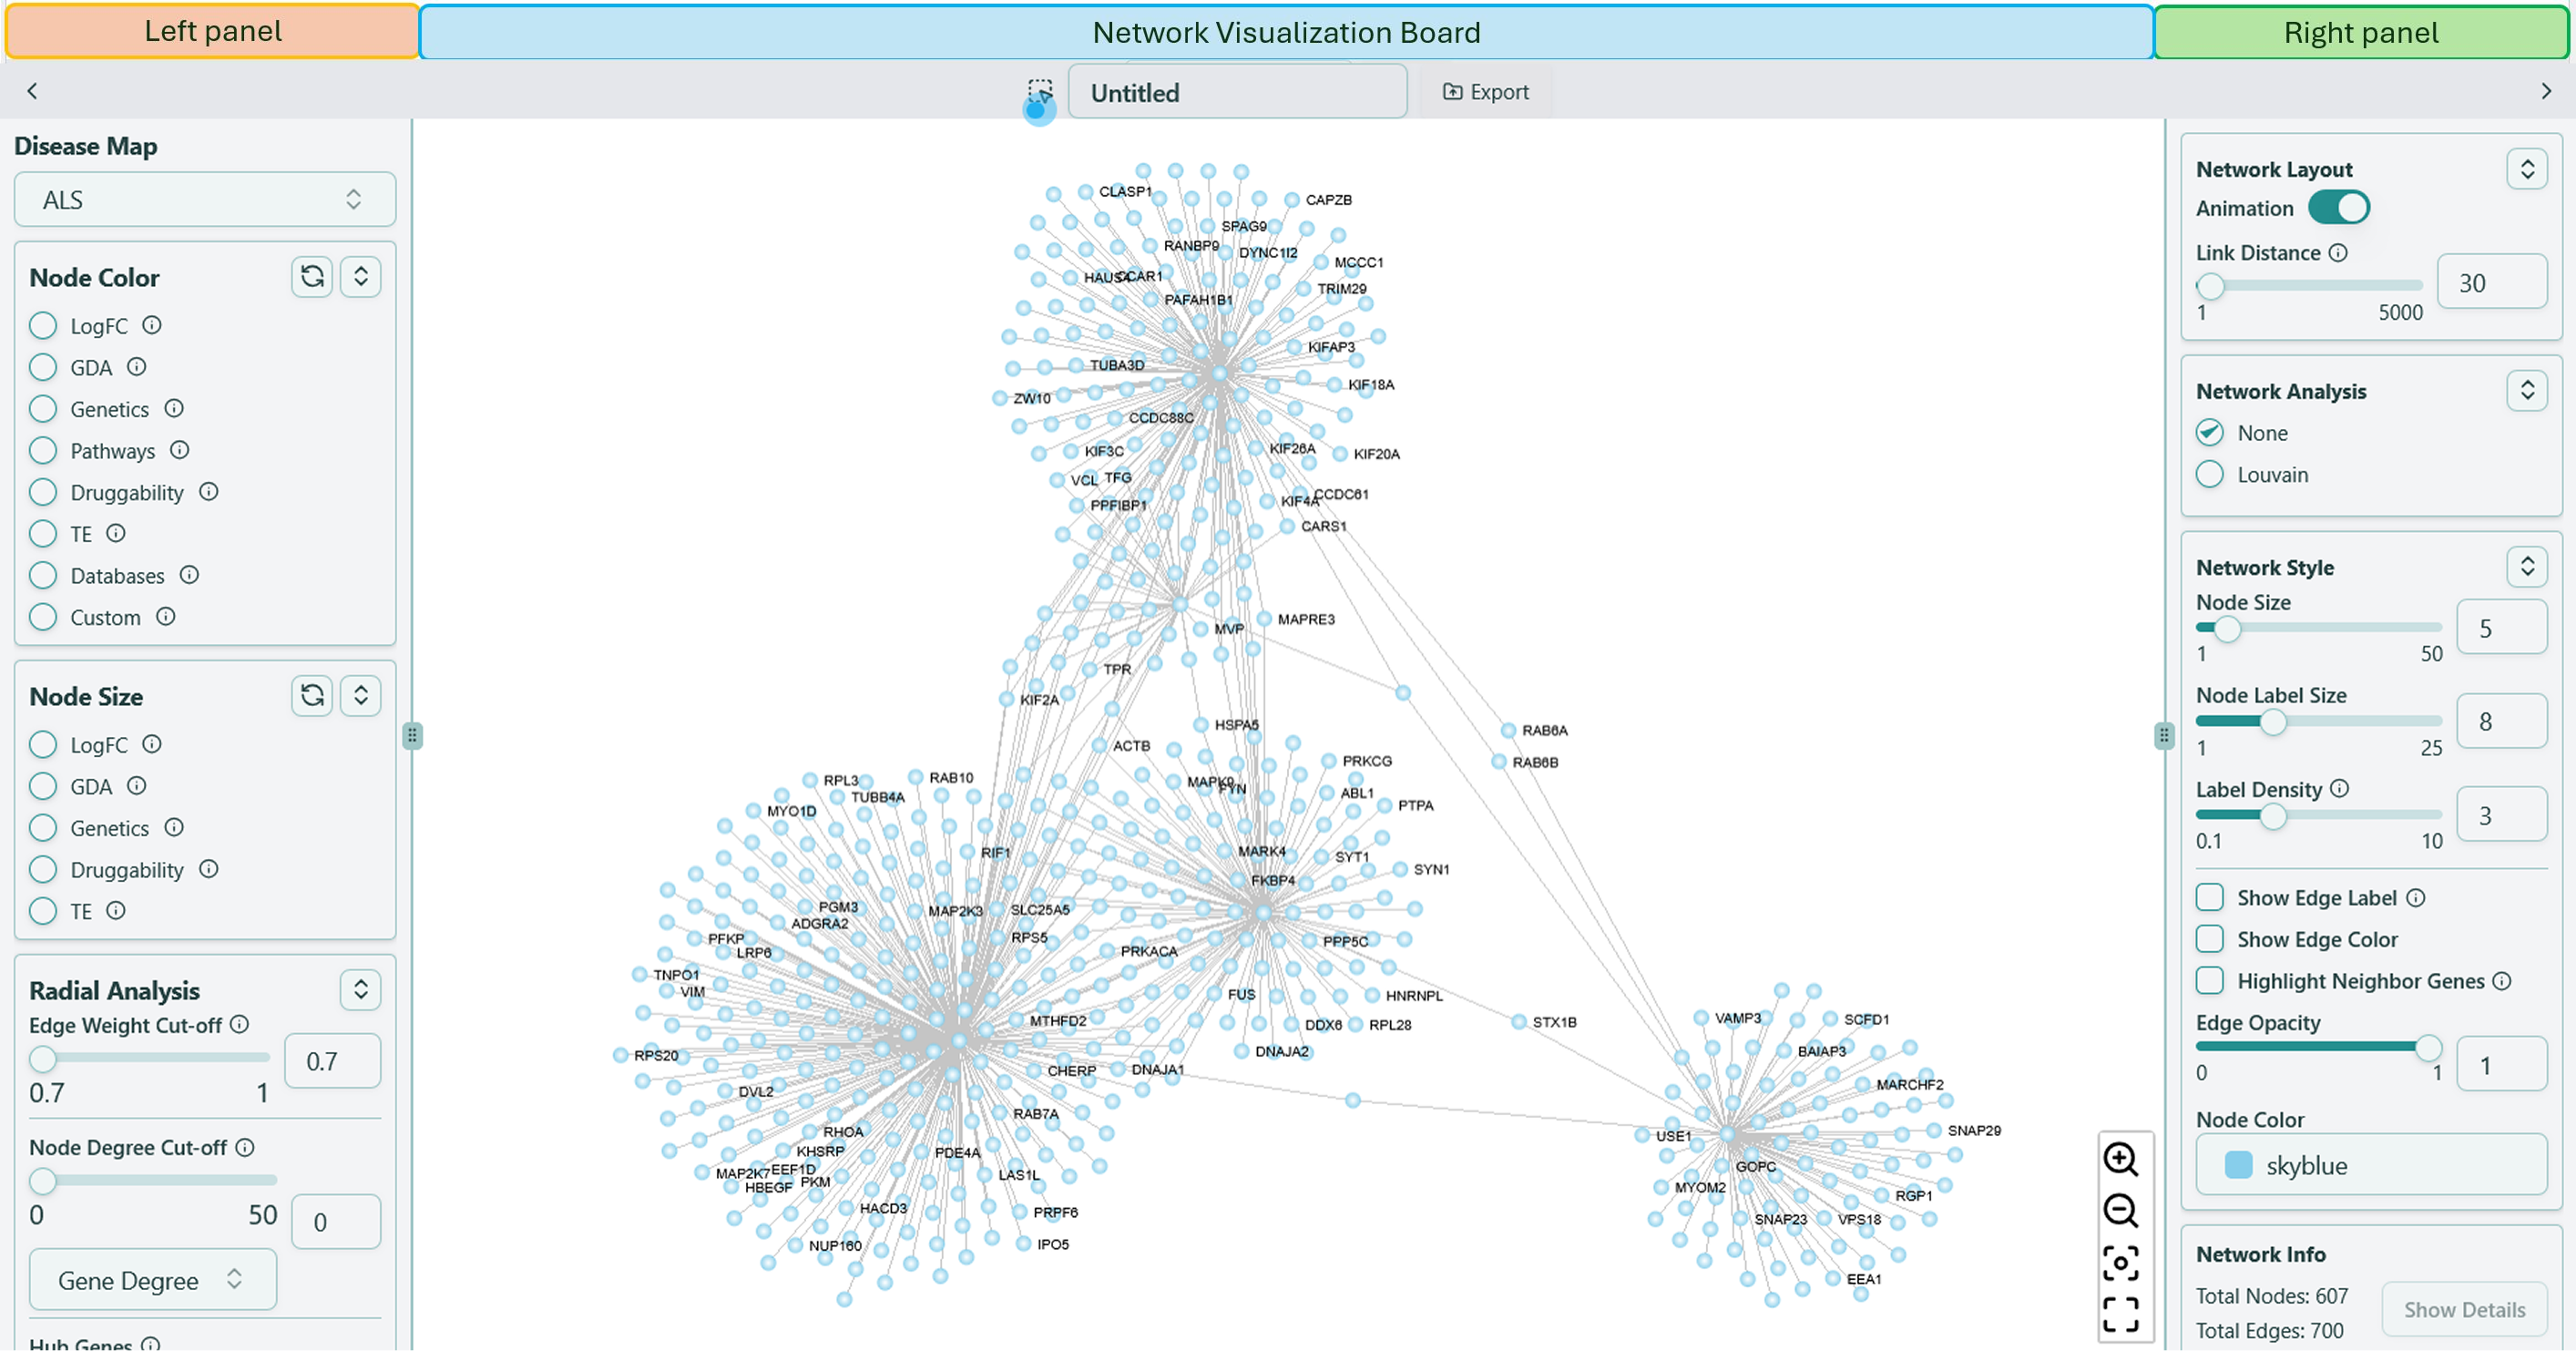 Left panel
Network Visualization Board
Right panel
Untitled
Export
Disease Map
ALS
Node Color
LogFC
GDA
Genetics
Pathways
Druggability
TE
Databases
Custom
Node Size
LogFC
GDA
Genetics
Druggability
TE
Radial Analysis
Edge Weight Cut-off
0.7
0.7 1
Node Degree Cut-off
0 50
0
Gene Degree
Hub Genes
CLASP1
CAPZB
SPAG9
RANBP9
DYNC1I2
MCCC1
HAUS4
CCAR1
TRIM29
PAFAH1B1
KIFAP3
TUBA3D
KIF18A
ZW10
CCDC88C
KIF3C
KIF26A
KIF20A
VCL
TFG
CCDC61
KIF4A
PPFIBP1
CARS1
MAPRE3
MVP
TPR
KIF2A
HSPA5
RAB6A
ACTB
RAB6B
PRKCG
RPL3
RAB10
MAPK9
FYN
ABL1
TUBB4A
PTPA
MYO1D
RIF1
MARK4
SYT1
SYN1
FKBP4
PGM3
MAP2K3
SLC25A5
ADGRA2
PFKP
RPS5
PPP5C
LRP6
PRKACA
TNPO1
VIM
FUS
HNRNPL
MTHFD2
DDX6
RPL28
STX1B
VAMP3
SCFD1
RPS20
DNAJA2
BAIAP3
CHERP
DNAJA1
DVL2
MARCHF2
RAB7A
RHOA
USE1
SNAP29
KHSRP
PDE4A
GOPC
MAP2K7
EEF1D
LAS1L
HBEGF
PKM
MYOM2
RGP1
HACD3
PRPF6
SNAP23
VPS18
NUP160
IPO5
EEA1
Network Layout
Animation
Link Distance
30
1 5000
Network Analysis
None
Louvain
Network Style
Node Size
5
1 50
Node Label Size
8
1 25
Label Density
3
0.1 10
Show Edge Label
Show Edge Color
Highlight Neighbor Genes
Edge Opacity
1
0 1
Node Color
skyblue
Network Info
Total Nodes: 607
Total Edges: 700
Show Details